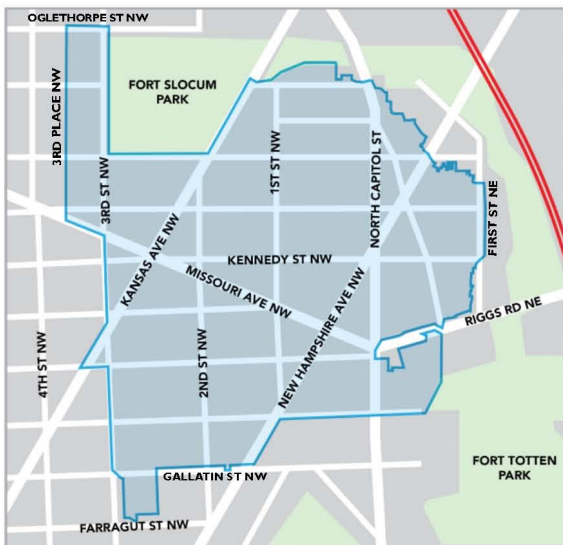 OGLETHORPE ST NW
3RD PLACE NW
FORT SLOCUM
PARK
3RD ST NW
1ST ST NW
NORTH CAPITOL ST
FIRST ST NE
KANSAS AVE NW
KENNEDY ST NW
MISSOURI AVE NW
NEW HAMPSHIRE AVE NW
RIGGS RD NE
4TH ST NW
2ND ST NW
FORT TOTTEN
PARK
GALLATIN ST NW
FARRAGUT ST NW